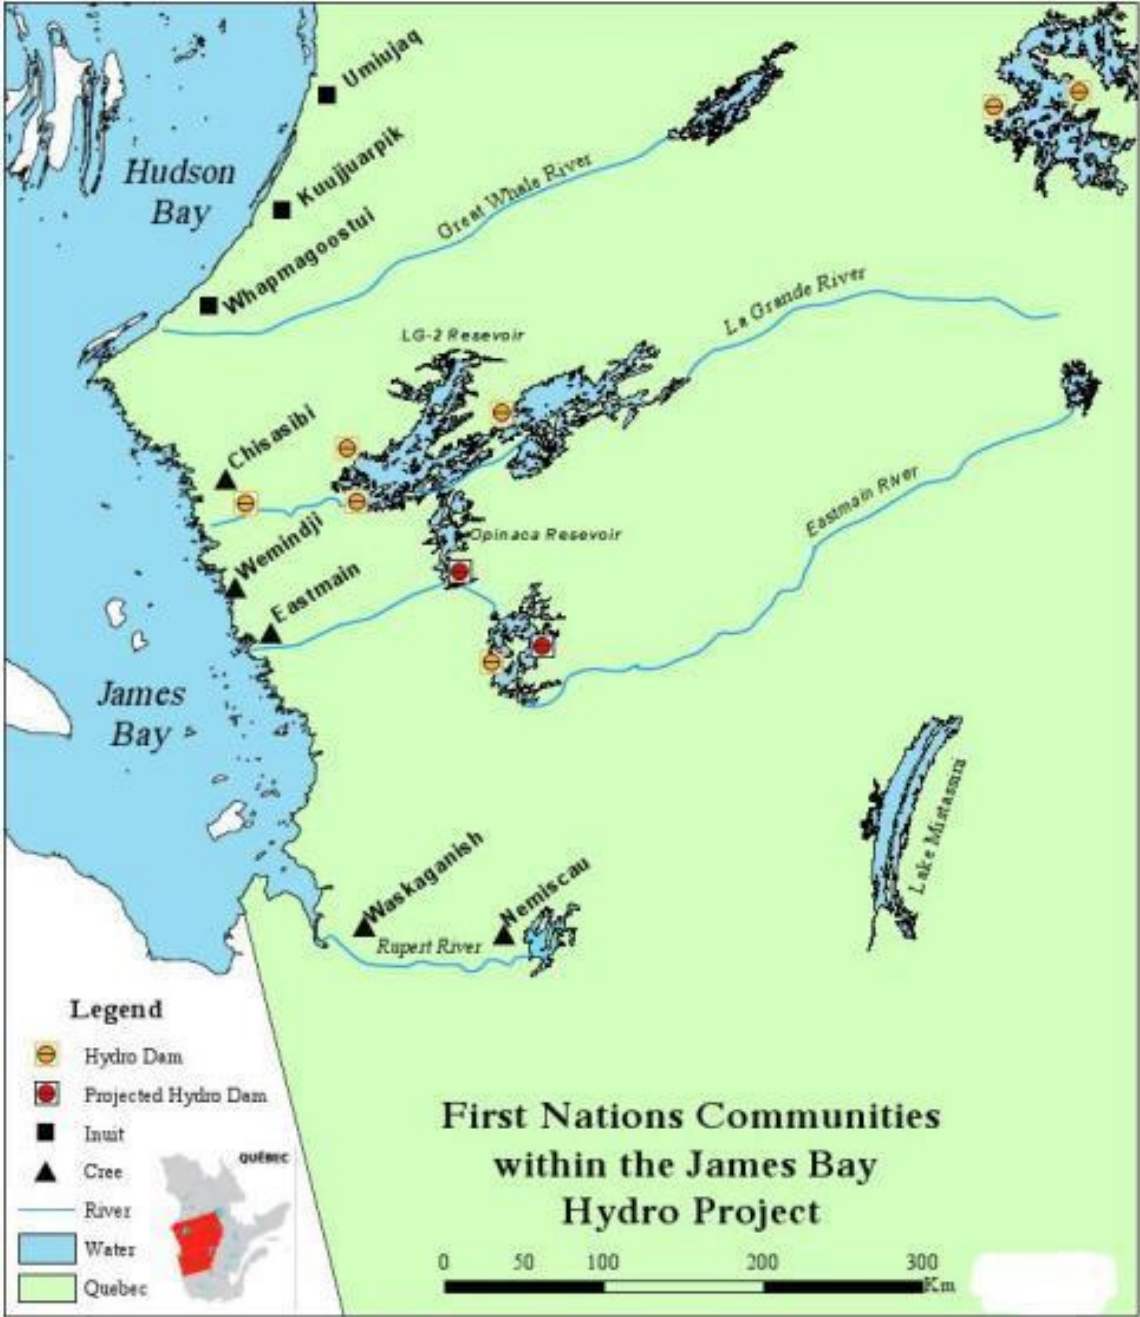 Umiujaq
Kuujjuarpik
Hudson
Bay
Whapmagoostui
Great Whale River
La Grande River
LG-2 Resevoir
Chisasibi
Eastmain River
Wemindji
Opinaca Resevoir
Eastmain
James
Bay
Lake Mistassini
Waskaganish
Nemiscau
Rupert River
Legend
Hydro Dam
Projected Hydro Dam
Inuit
Cree
River
Water
Quebec
QUÉBEC
First Nations Communities
within the James Bay
Hydro Project
0 50 100 200 300
Km